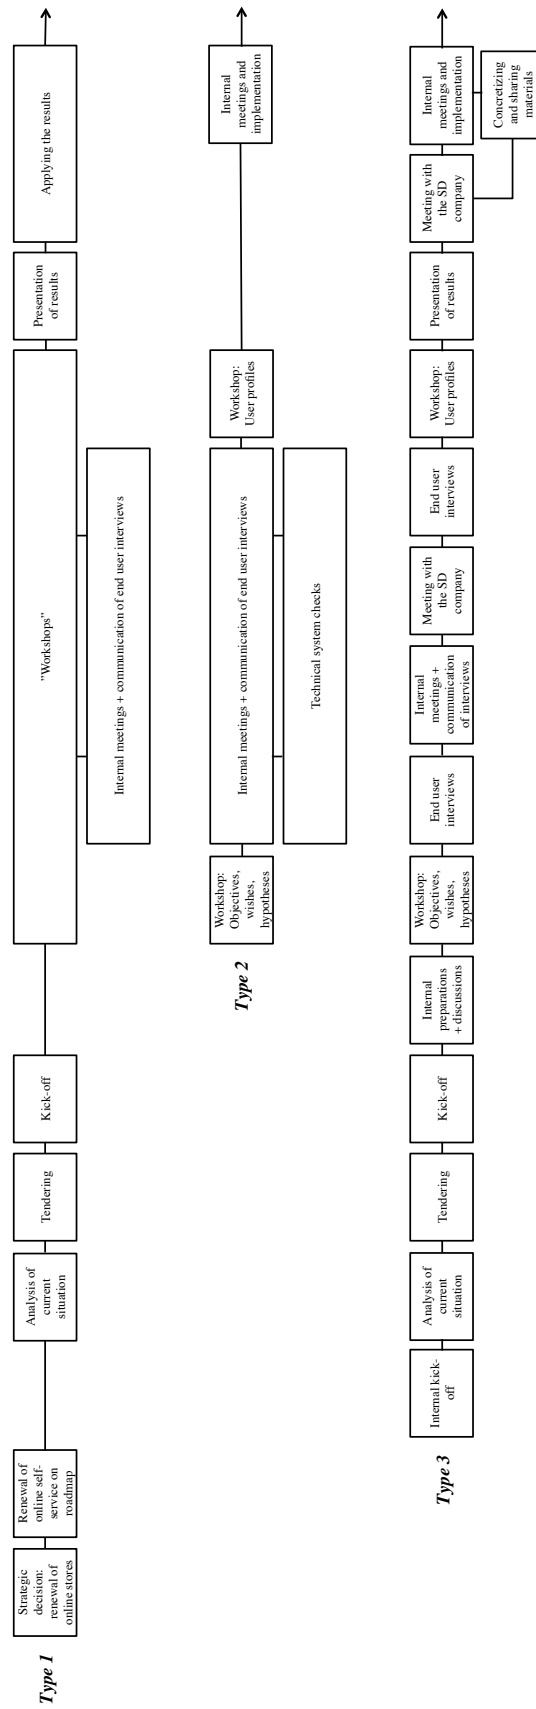 Type 1
Strategic
decision:
renewal of
online stores
Renewal of
online self-
service on
roadmap
Analysis of
current
situation
Tendering
Kick-off
"Workshops"
Internal meetings + communication of end user interviews
Presentation
of results
Applying the results
Type 2
Workshop:
Objectives,
wishes,
hypotheses
Internal meetings + communication of end user interviews
Technical system checks
Workshop:
User profiles
Internal
meetings and
implementation
Type 3
Internal kick-
off
Analysis of
current
situation
Tendering
Kick-off
Internal
preparations
+ discussions
Workshop:
Objectives,
wishes,
hypotheses
End user
interviews
Internal
meetings +
communication
of interviews
Meeting with
the SD
company
End user
interviews
Workshop:
User profiles
Presentation
of results
Meeting with
the SD
company
Internal
meetings and
implementation
Concretizing
and sharing
materials